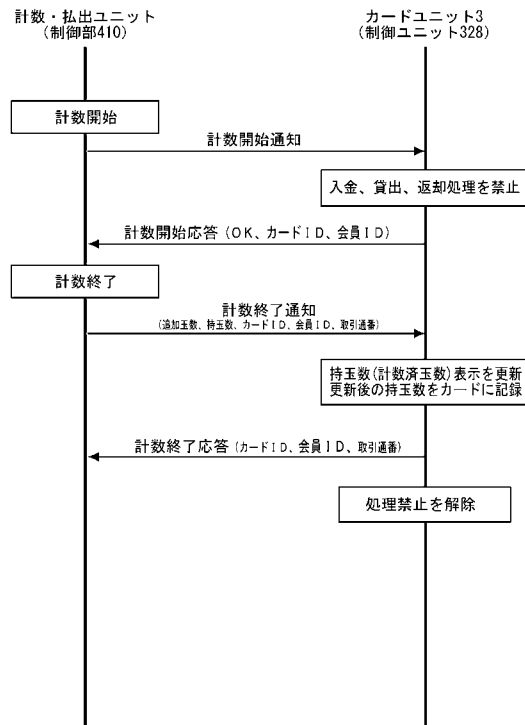 計数・払出ユニット
(制御部410)
カードユニット3
(制御ユニット328)
計数開始
計数開始通知
入金、貸出、返却処理を禁止
計数開始応答(OK、カードID、会員ID)
計数終了
計数終了通知
(追加玉数、持玉数、カードID、会員ID、取引通番)
持玉数(計数済玉数)表示を更新
更新後の持玉数をカードに記録
計数終了応答(カードID、会員ID、取引通番)
処理禁止を解除